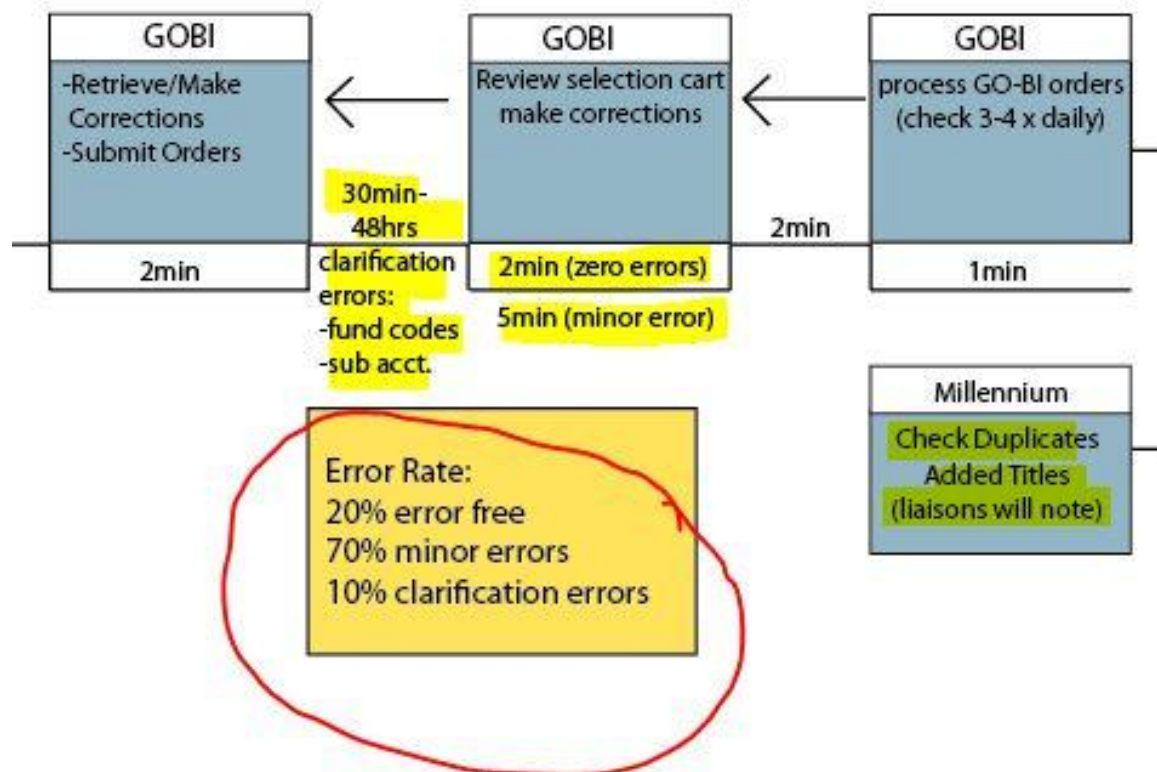 GOBI
-Retrieve/Make
Corrections
-Submit Orders
2min
30min-
48hrs
clarification
errors:
-fund codes
-sub acct.
GOBI
Review selection cart
make corrections
2min (zero errors)
5min (minor error)
2min
GOBI
process GO-BI orders
(check 3-4 x daily)
1min
Millennium
Check Duplicates
Added Titles
(liaisons will note)
Error Rate:
20% error free
70% minor errors
10% clarification errors